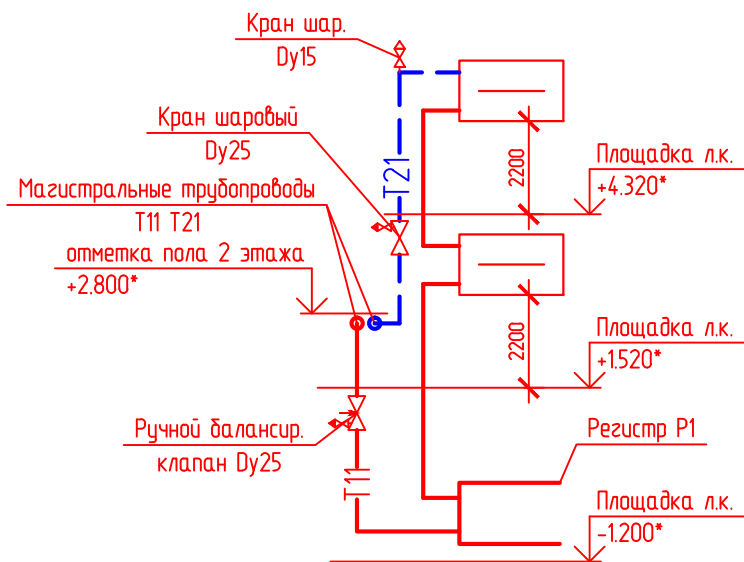 Кран шар.
Dy15
Кран шаровый
Dy25
Магистральные трубопроводы
T11 T21
отметка пола 2 этажа
+2.800*
T21
2200
Площадка л.к.
+4.320*
2200
Площадка л.к.
+1.520*
Ручной балансир.
клапан Dy25
T11
Регистр Р1
Площадка л.к.
-1.200*